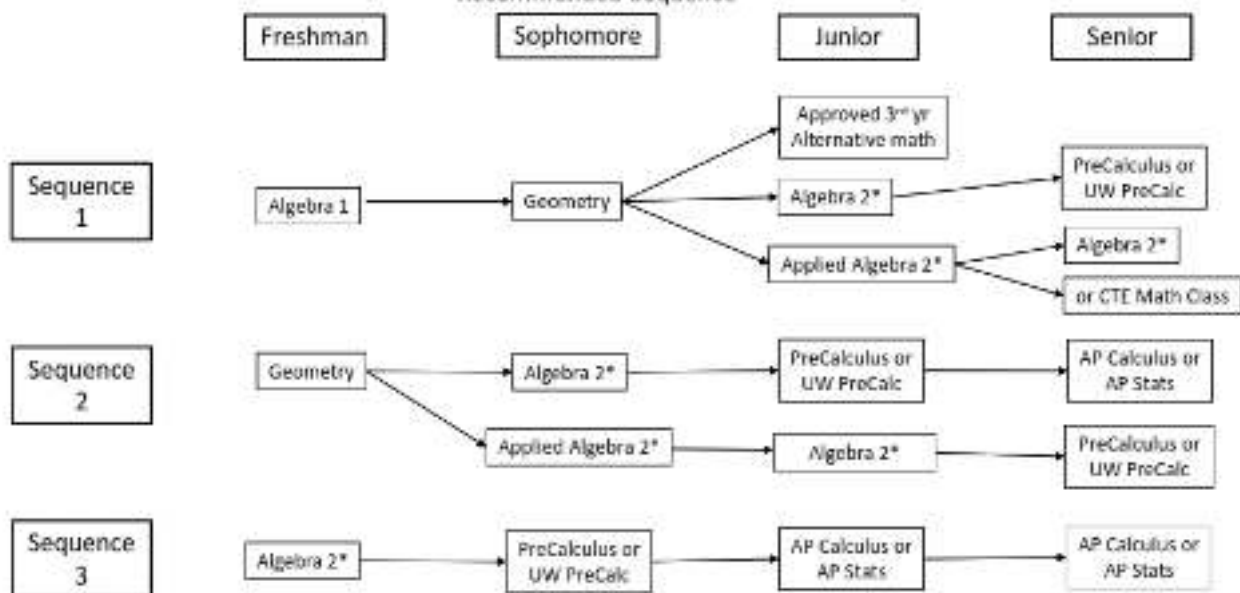 Freshman
Sophomore
Junior
Senior
Sequence
1
Algebra 1
Geometry
Approved 3rd yr
Alternative math
Algebra 2*
PreCalculus or
UW PreCalc
Applied Algebra 2*
Algebra 2*
or CTE Math Class
Sequence
2
Geometry
Algebra 2*
PreCalculus or
UW PreCalc
AP Calculus or
AP Stats
Applied Algebra 2*
Algebra 2*
PreCalculus or
UW PreCalc
Sequence
3
Algebra 2*
PreCalculus or
UW PreCalc
AP Calculus or
AP Stats
AP Calculus or
AP Stats